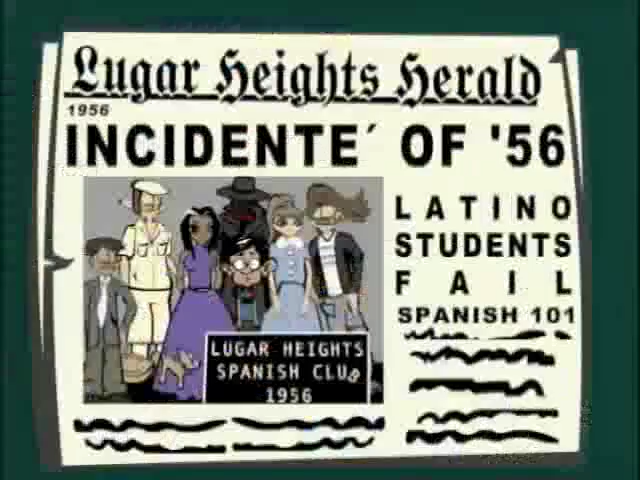 Lugar Heights Herald
1956
INCIDENTE´ OF '56
LATINO
STUDENTS
FAIL
SPANISH 101
LUGAR HEIGHTS
SPANISH CLUB
1956